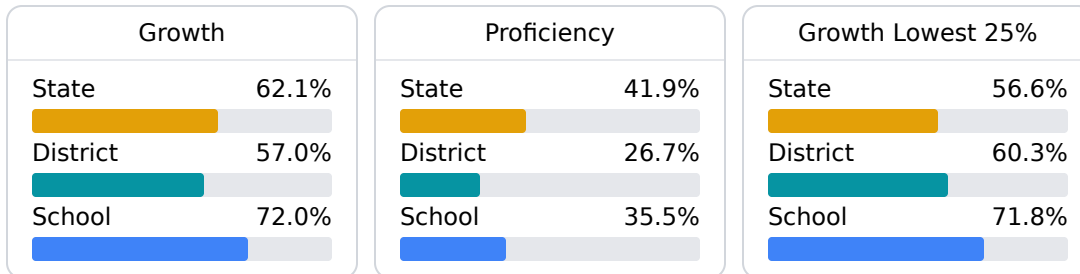 Growth
State 62.1%
District 57.0%
School 72.0%
Proficiency
State 41.9%
District 26.7%
School 35.5%
Growth Lowest 25%
State 56.6%
District 60.3%
School 71.8%